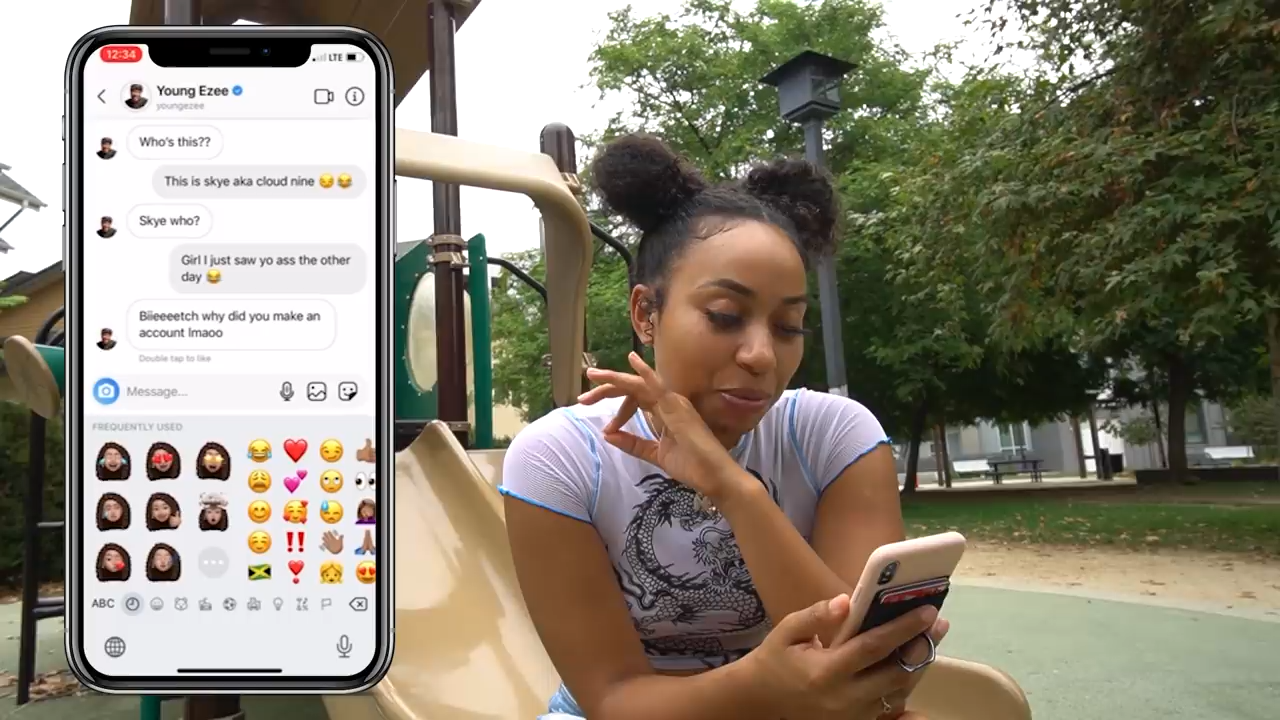 12:34
LTE
Young Ezee
youngezee
Who's this??
This is skye aka cloud nine 😏😂
Skye who?
Girl I just saw yo ass the other
day 😂
Biieeeetch why did you make an
account lmaoo
Double tap to like
Message...
FREQUENTLY USED
ABC